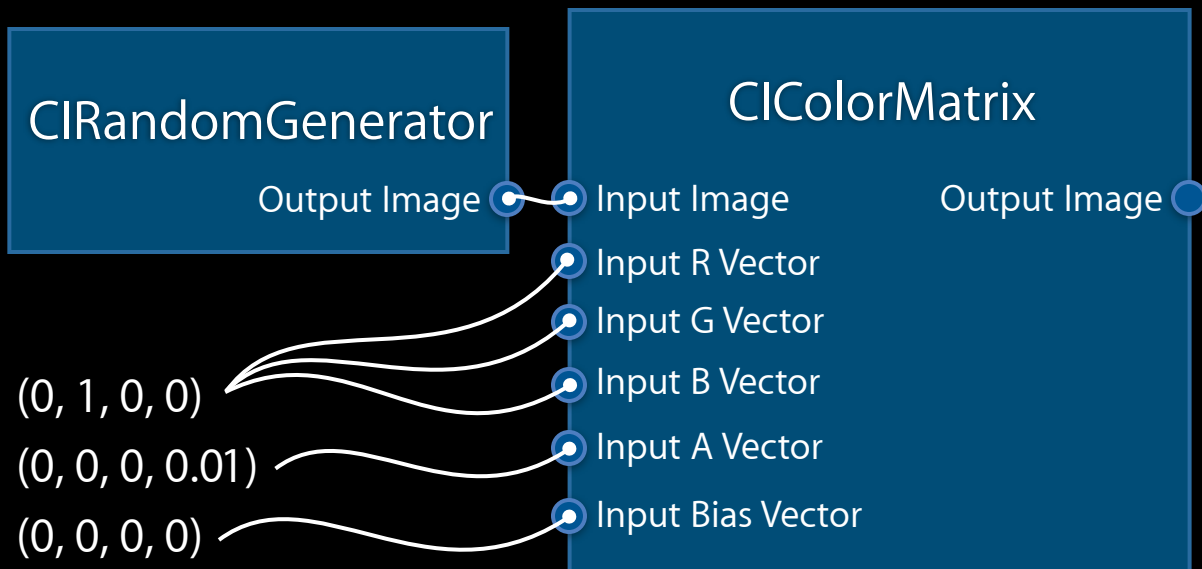 CIRandomGenerator
Output Image
CIColorMatrix
Input Image
Output Image
Input R Vector
Input G Vector
Input B Vector
Input A Vector
Input Bias Vector
(0, 1, 0, 0)
(0, 0, 0, 0.01)
(0, 0, 0, 0)